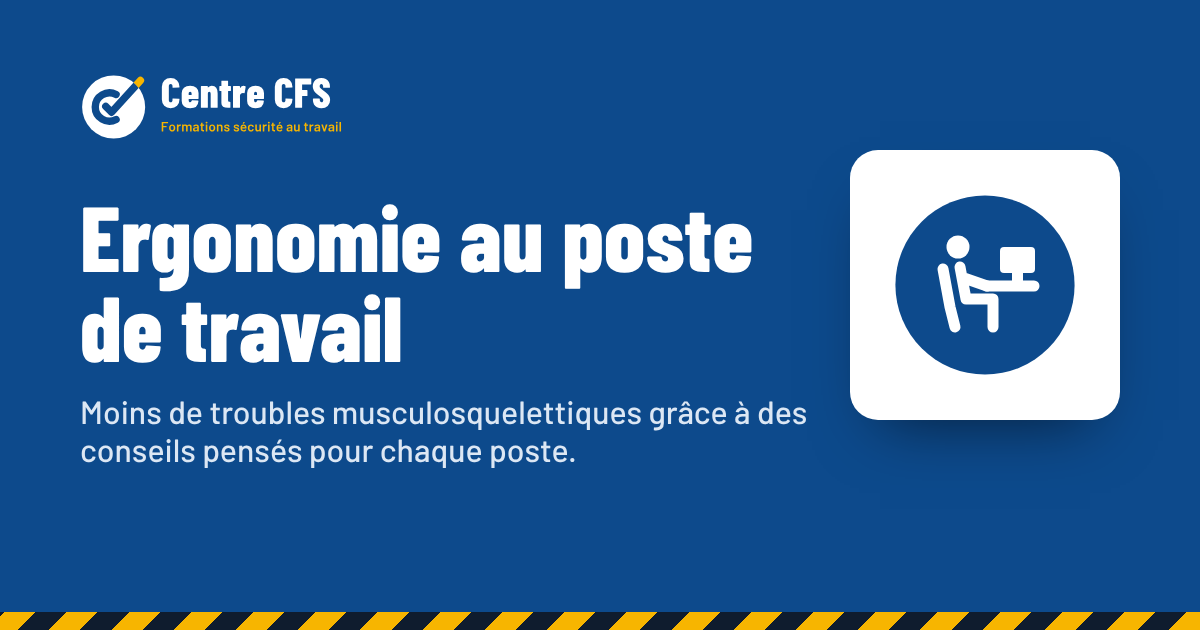 Centre CFS
Formations sécurité au travail
Ergonomie au poste
de travail
Moins de troubles musculosquelettiques grâce à des
conseils pensés pour chaque poste.